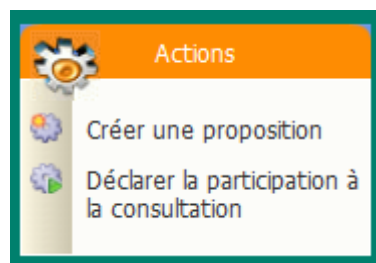 Actions
Créer une proposition
Déclarer la participation à
la consultation